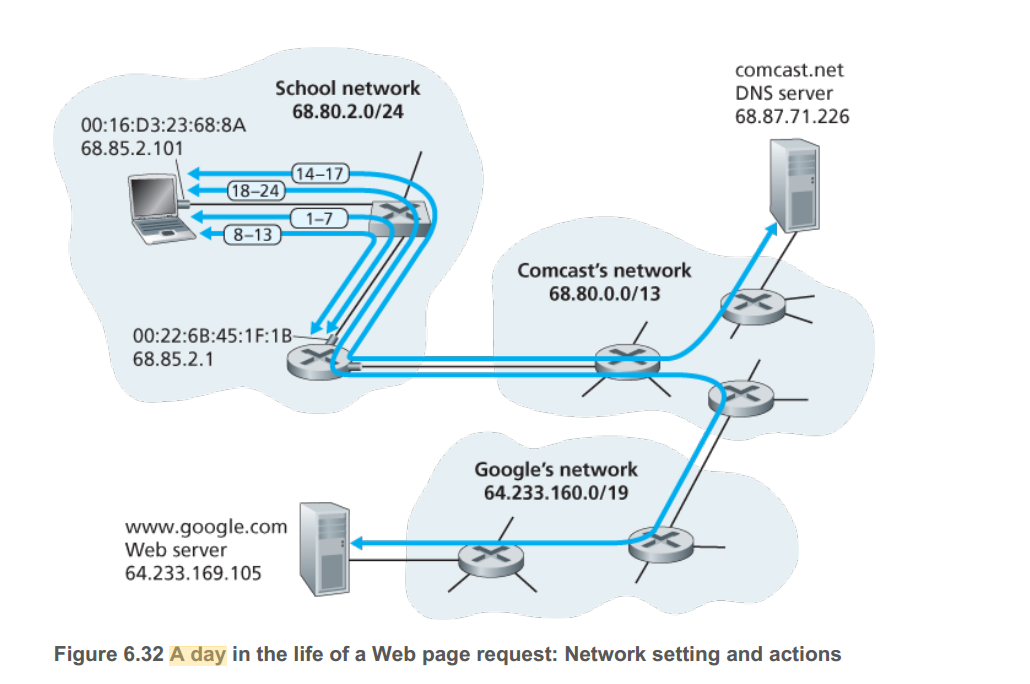 School network
68.80.2.0/24
comcast.net
DNS server
68.87.71.226
00:16:D3:23:68:8A
68.85.2.101
14–17
18–24
1–7
8–13
Comcast's network
68.80.0.0/13
00:22:6B:45:1F:1B
68.85.2.1
Google's network
64.233.160.0/19
www.google.com
Web server
64.233.169.105
Figure 6.32 A day in the life of a Web page request: Network setting and actions